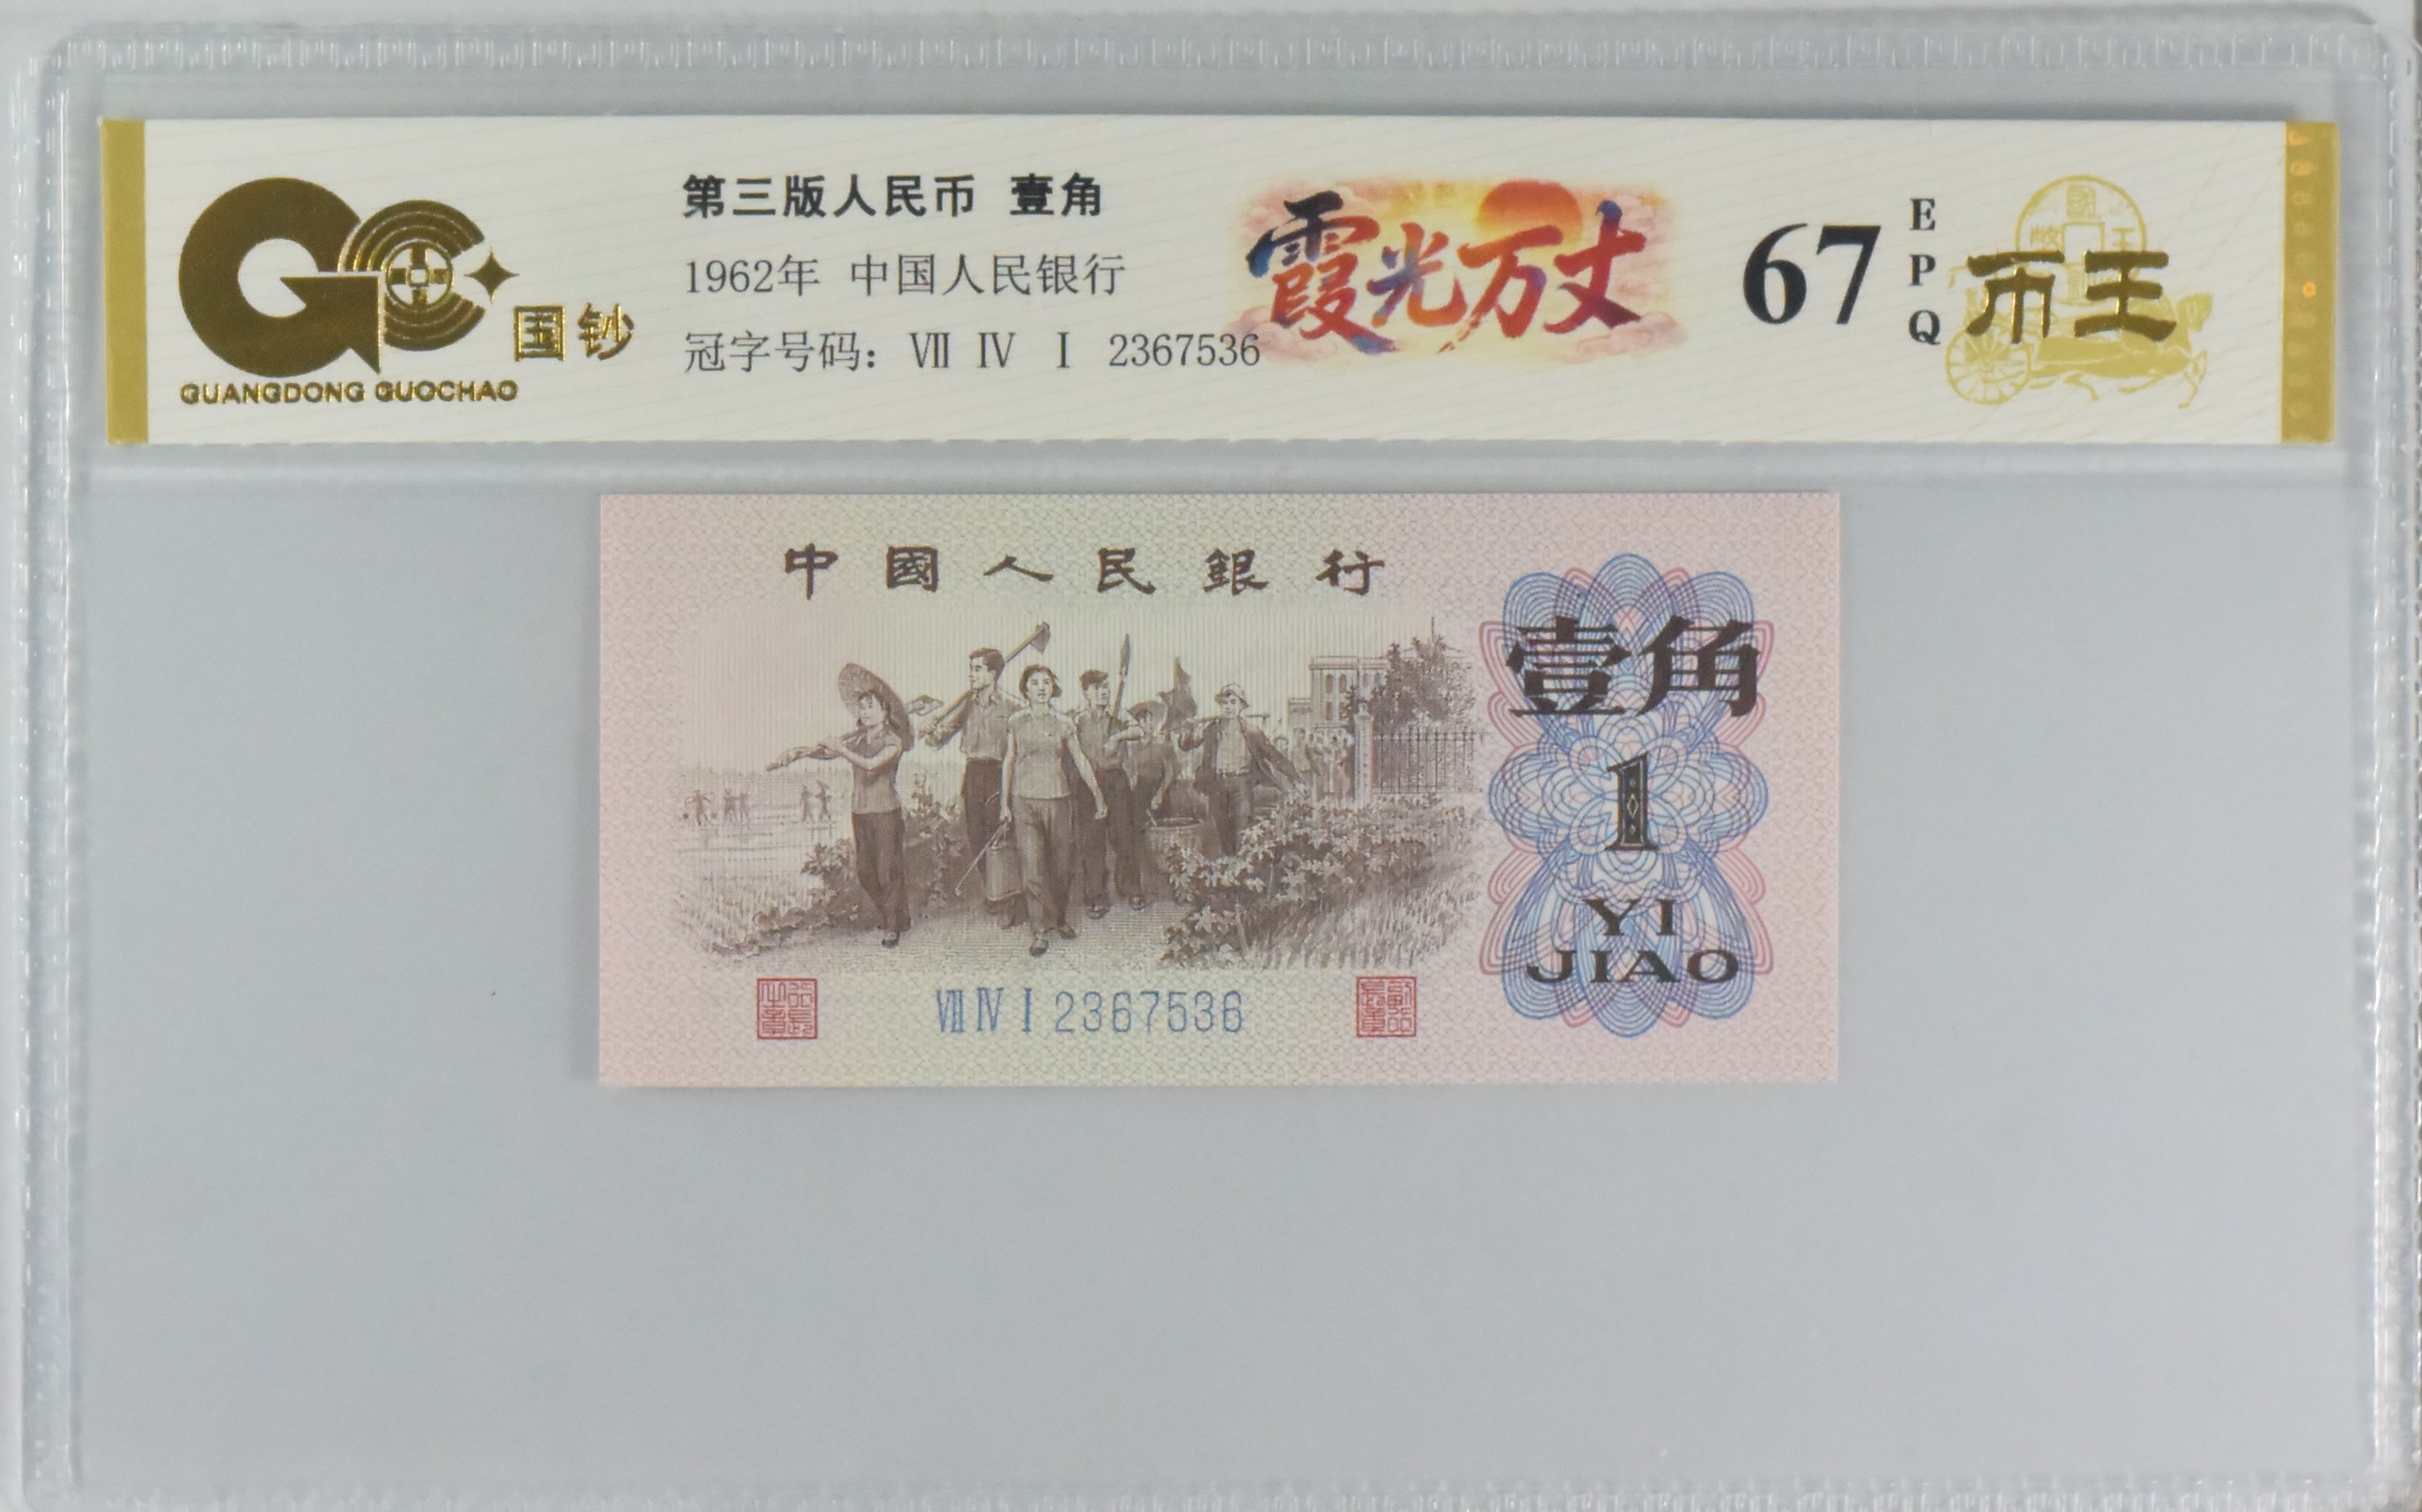 国钞
GUANGDONG GUOCHAO
第三版人民币 壹角
1962年 中国人民银行
冠字号码：Ⅶ Ⅳ Ⅰ 2367536
霞光万丈
67
EPQ
币王
中國人民銀行
壹角
1
YI
JIAO
Ⅶ Ⅳ Ⅰ 2367536